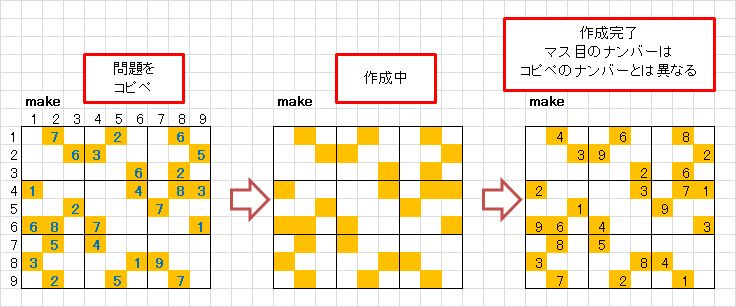 問題を
コピペ
作成中
作成完了
マス目のナンバーは
コピペのナンバーとは異なる
make
1 2 3 4 5 6 7 8 9
1 7 2 6
2 6 3 5
3 6 2
4 1 4 8 3
5 2 7
6 6 8 7 1
7 5 4
8 3 1 9
9 2 5 7
make
make
4 6 8
3 9 2
2 6
2 3 7 1
1 9
9 6 4 3
8 5
3 8 4
7 2 1